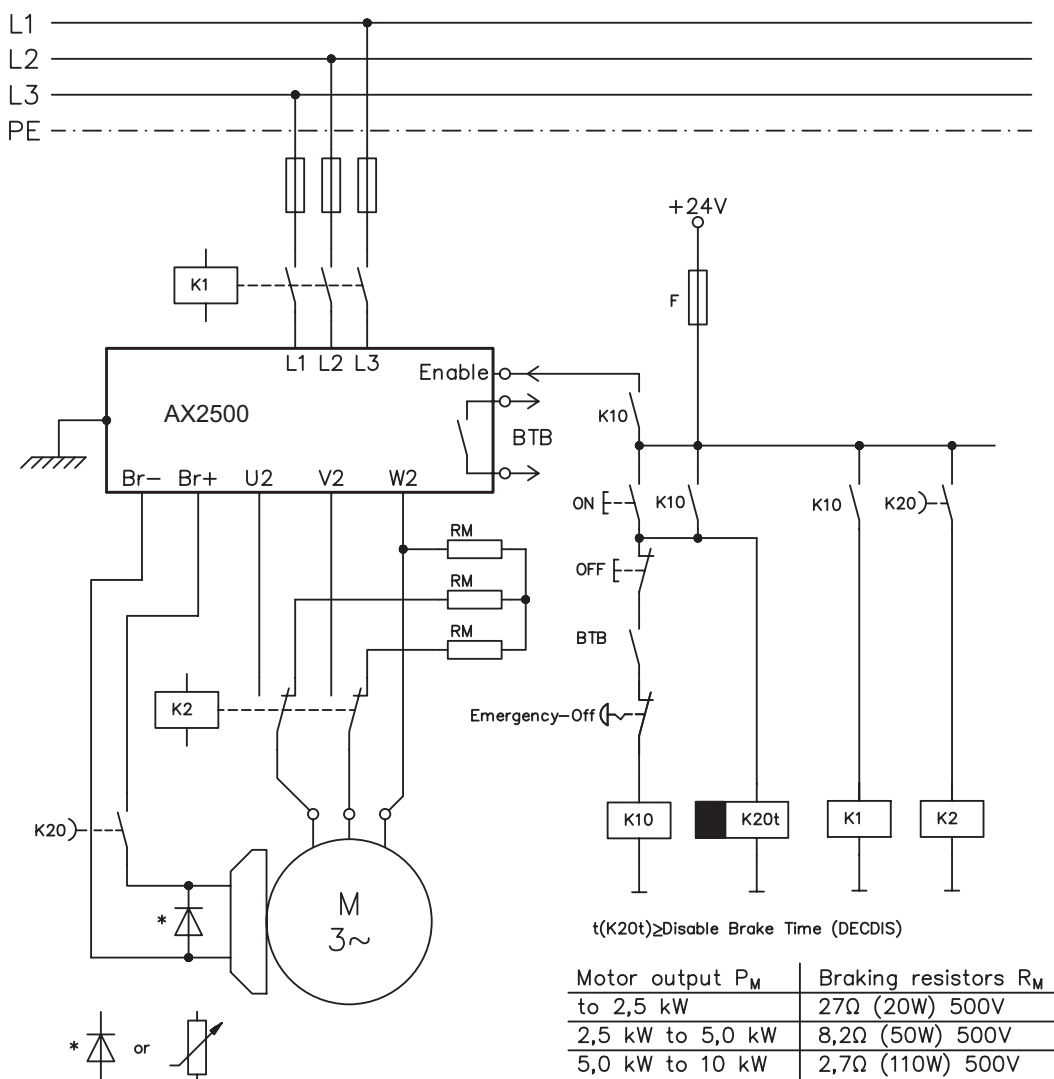 L1
L2
L3
PE
+24V
F
K1
L1 L2 L3
Enable
AX2500
BTB
K10
Br- Br+ U2 V2 W2
ON
K10
K10
K20
RM
OFF
RM
BTB
RM
K2
Emergency-Off
K20
K10
K20t
K1
K2
M
3~
*
t(K20t)≥Disable Brake Time (DECDIS)
Motor output PM Braking resistors RM
to 2,5 kW 27Ω (20W) 500V
2,5 kW to 5,0 kW 8,2Ω (50W) 500V
5,0 kW to 10 kW 2,7Ω (110W) 500V
* or